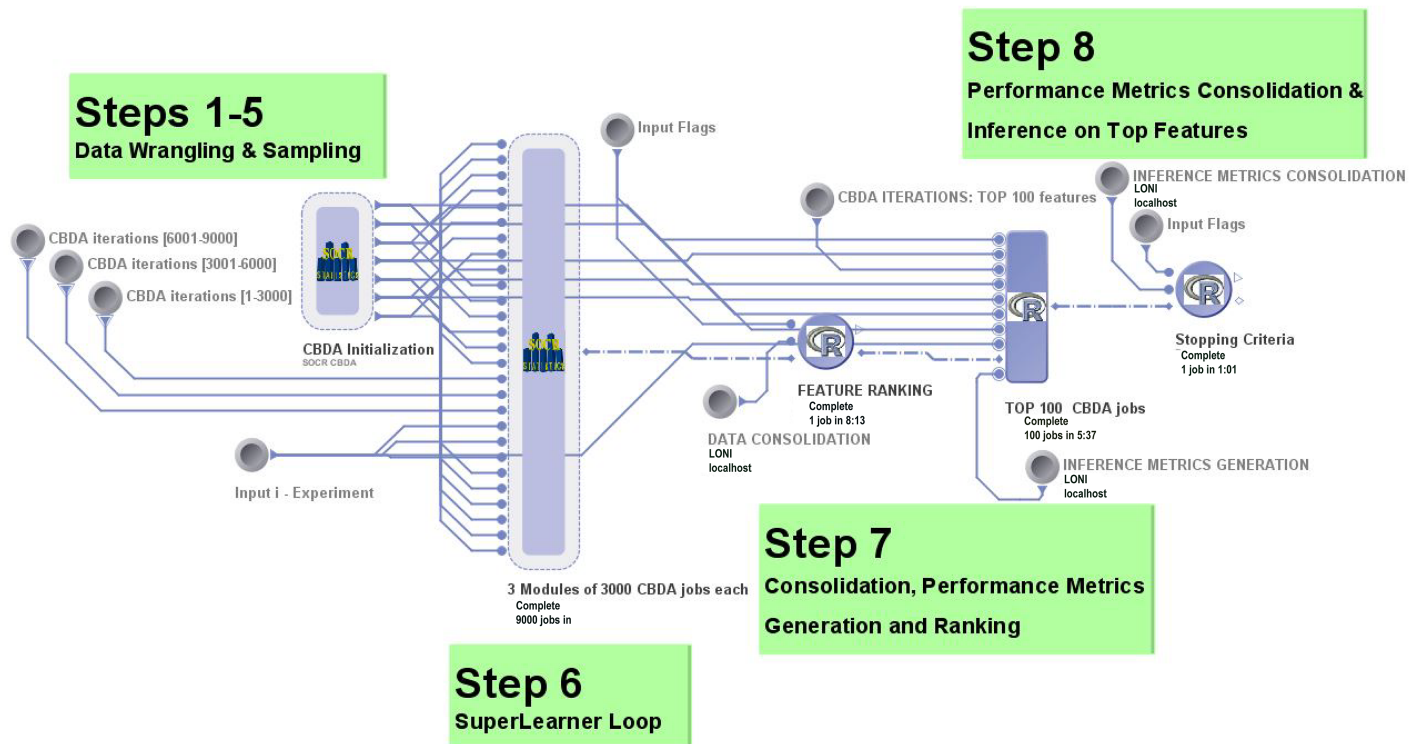 Step 8
Performance Metrics Consolidation &
Inference on Top Features
Steps 1-5
Data Wrangling & Sampling
Input Flags
INFERENCE METRICS CONSOLIDATION
LONI
localhost
CBDA ITERATIONS: TOP 100 features
Input Flags
CBDA iterations [6001-9000]
CBDA iterations [3001-6000]
CBDA iterations [1-3000]
SOCR
STATISTICS
CBDA Initialization
SOCR CBDA
SOCR
STATISTICS
R
R
R
Stopping Criteria
Complete
1 job in 1:01
FEATURE RANKING
Complete
1 job in 8:13
TOP 100 CBDA jobs
Complete
100 jobs in 5:37
DATA CONSOLIDATION
LONI
localhost
INFERENCE METRICS GENERATION
LONI
localhost
Input i - Experiment
3 Modules of 3000 CBDA jobs each
Complete
9000 jobs in
Step 7
Consolidation, Performance Metrics
Generation and Ranking
Step 6
SuperLearner Loop